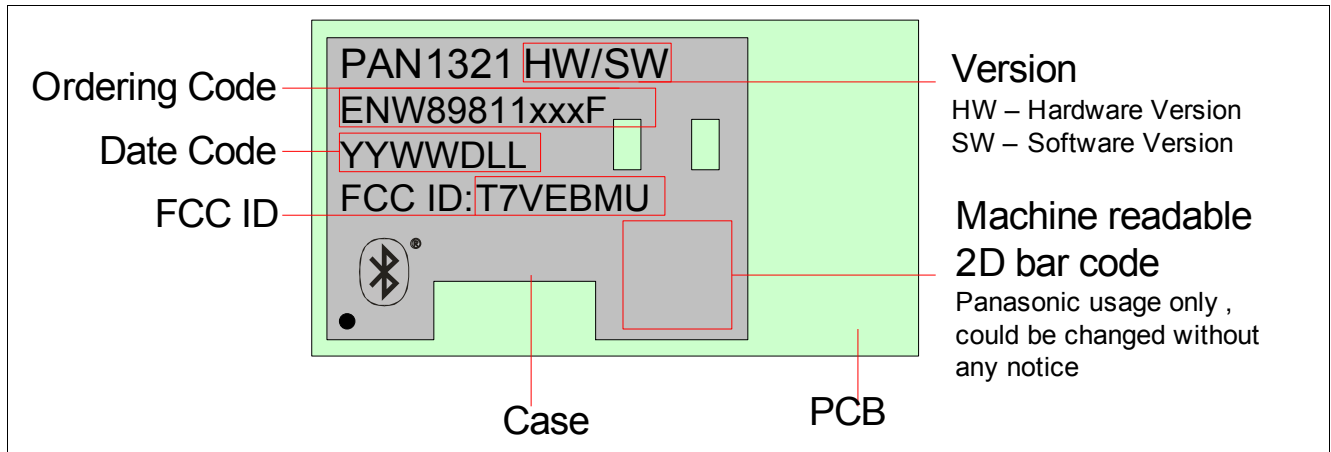 Ordering Code
Date Code
FCC ID
PAN1321 HW/SW
ENW89811xxxF
YYWWDLL
FCC ID:T7VEBMU
®
Version
HW – Hardware Version
SW – Software Version
Machine readable
2D bar code
Panasonic usage only ,
could be changed without
any notice
Case
PCB